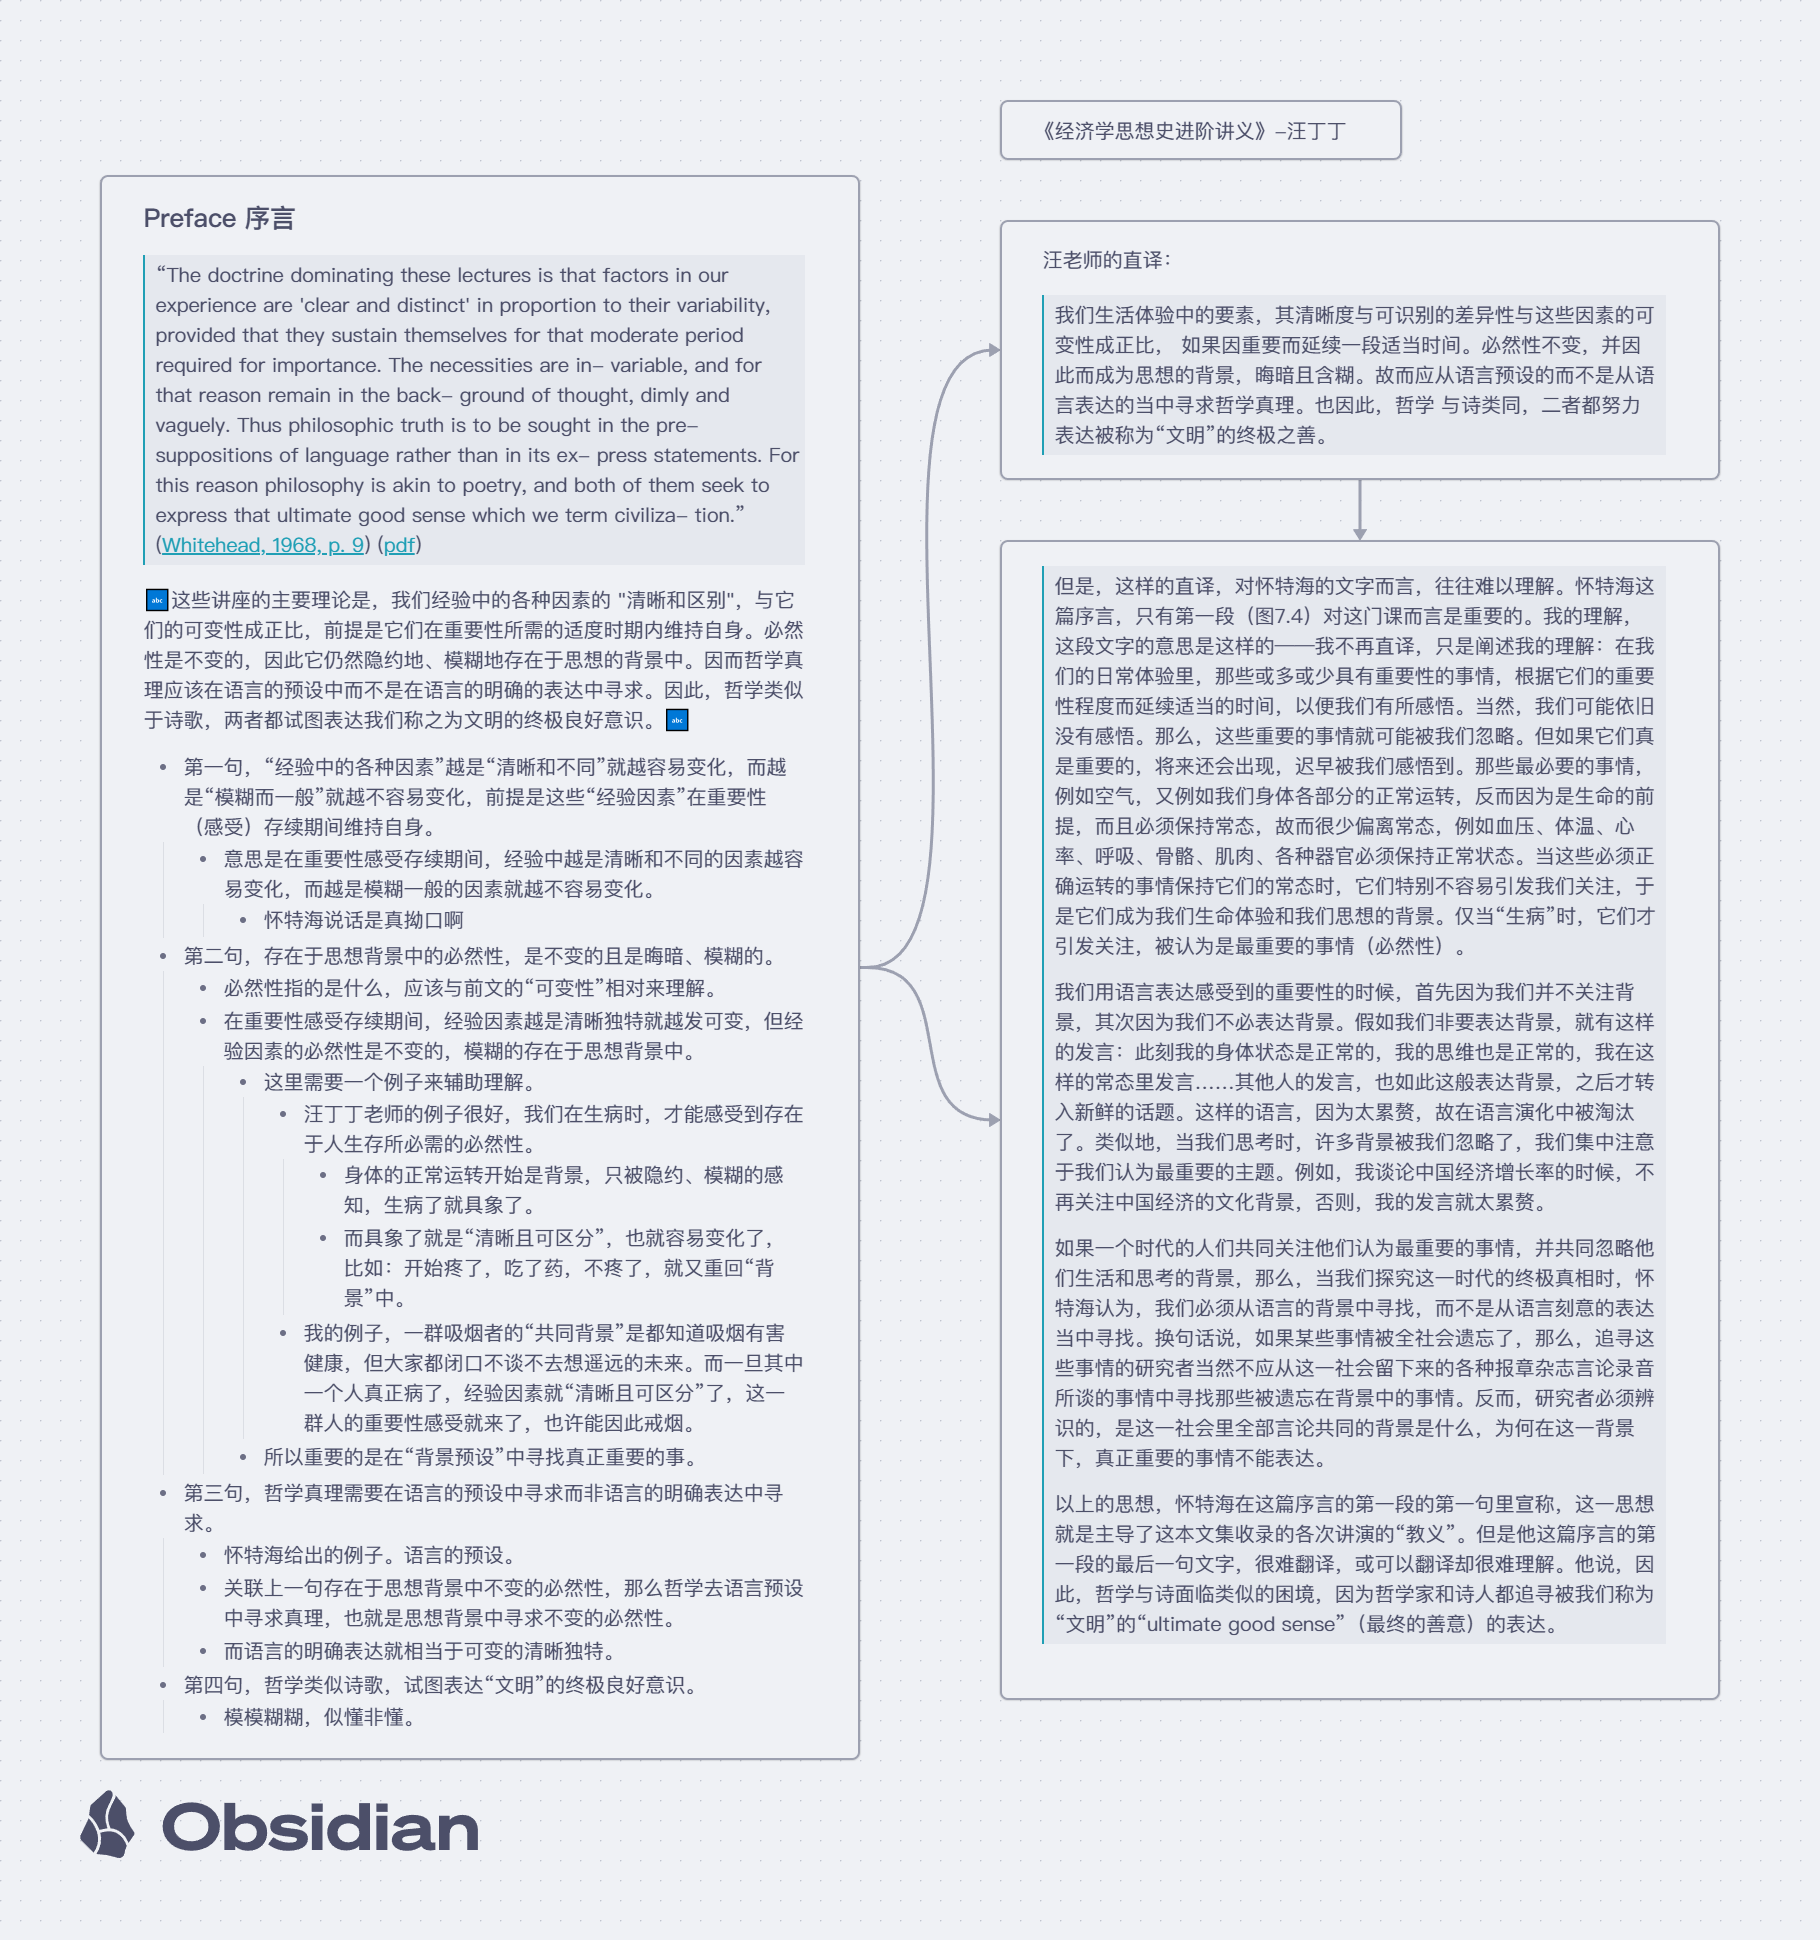 Preface 序言
“The doctrine dominating these lectures is that factors in our
experience are 'clear and distinct' in proportion to their variability,
provided that they sustain themselves for that moderate period
required for importance. The necessities are in– variable, and for
that reason remain in the back– ground of thought, dimly and
vaguely. Thus philosophic truth is to be sought in the pre–
suppositions of language rather than in its ex– press statements. For
this reason philosophy is akin to poetry, and both of them seek to
express that ultimate good sense which we term civiliza– tion.”
(Whitehead, 1968, p. 9) (pdf)
abc 这些讲座的主要理论是，我们经验中的各种因素的 "清晰和区别"，与它
们的可变性成正比，前提是它们在重要性所需的适度时期内维持自身。必然
性是不变的，因此它仍然隐约地、模糊地存在于思想的背景中。因而哲学真
理应该在语言的预设中而不是在语言的明确的表达中寻求。因此，哲学类似
于诗歌，两者都试图表达我们称之为文明的终极良好意识。 abc
• 第一句，“经验中的各种因素”越是“清晰和不同”就越容易变化，而越
是“模糊而一般”就越不容易变化，前提是这些“经验因素”在重要性
（感受）存续期间维持自身。
• 意思是在重要性感受存续期间，经验中越是清晰和不同的因素越容
易变化，而越是模糊一般的因素就越不容易变化。
• 怀特海说话是真拗口啊
• 第二句，存在于思想背景中的必然性，是不变的且是晦暗、模糊的。
• 必然性指的是什么，应该与前文的“可变性”相对来理解。
• 在重要性感受存续期间，经验因素越是清晰独特就越发可变，但经
验因素的必然性是不变的，模糊的存在于思想背景中。
• 这里需要一个例子来辅助理解。
• 汪丁丁老师的例子很好，我们在生病时，才能感受到存在
于人生存所必需的必然性。
• 身体的正常运转开始是背景，只被隐约、模糊的感
知，生病了就具象了。
• 而具象了就是“清晰且可区分”，也就容易变化了，
比如：开始疼了，吃了药，不疼了，就又重回“背
景”中。
• 我的例子，一群吸烟者的“共同背景”是都知道吸烟有害
健康，但大家都闭口不谈不去想遥远的未来。而一旦其中
一个人真正病了，经验因素就“清晰且可区分”了，这一
群人的重要性感受就来了，也许能因此戒烟。
• 所以重要的是在“背景预设”中寻找真正重要的事。
• 第三句，哲学真理需要在语言的预设中寻求而非语言的明确表达中寻
求。
• 怀特海给出的例子。语言的预设。
• 关联上一句存在于思想背景中不变的必然性，那么哲学去语言预设
中寻求真理，也就是思想背景中寻求不变的必然性。
• 而语言的明确表达就相当于可变的清晰独特。
• 第四句，哲学类似诗歌，试图表达“文明”的终极良好意识。
• 模模糊糊，似懂非懂。
《经济学思想史进阶讲义》–汪丁丁
汪老师的直译：
我们生活体验中的要素，其清晰度与可识别的差异性与这些因素的可
变性成正比， 如果因重要而延续一段适当时间。必然性不变，并因
此而成为思想的背景，晦暗且含糊。故而应从语言预设的而不是从语
言表达的当中寻求哲学真理。也因此，哲学 与诗类同，二者都努力
表达被称为“文明”的终极之善。
但是，这样的直译，对怀特海的文字而言，往往难以理解。怀特海这
篇序言，只有第一段（图7.4）对这门课而言是重要的。我的理解，
这段文字的意思是这样的——我不再直译，只是阐述我的理解：在我
们的日常体验里，那些或多或少具有重要性的事情，根据它们的重要
性程度而延续适当的时间，以便我们有所感悟。当然，我们可能依旧
没有感悟。那么，这些重要的事情就可能被我们忽略。但如果它们真
是重要的，将来还会出现，迟早被我们感悟到。那些最必要的事情，
例如空气，又例如我们身体各部分的正常运转，反而因为是生命的前
提，而且必须保持常态，故而很少偏离常态，例如血压、体温、心
率、呼吸、骨骼、肌肉、各种器官必须保持正常状态。当这些必须正
确运转的事情保持它们的常态时，它们特别不容易引发我们关注，于
是它们成为我们生命体验和我们思想的背景。仅当“生病”时，它们才
引发关注，被认为是最重要的事情（必然性）。
我们用语言表达感受到的重要性的时候，首先因为我们并不关注背
景，其次因为我们不必表达背景。假如我们非要表达背景，就有这样
的发言：此刻我的身体状态是正常的，我的思维也是正常的，我在这
样的常态里发言……其他人的发言，也如此这般表达背景，之后才转
入新鲜的话题。这样的语言，因为太累赘，故在语言演化中被淘汰
了。类似地，当我们思考时，许多背景被我们忽略了，我们集中注意
于我们认为最重要的主题。例如，我谈论中国经济增长率的时候，不
再关注中国经济的文化背景，否则，我的发言就太累赘。
如果一个时代的人们共同关注他们认为最重要的事情，并共同忽略他
们生活和思考的背景，那么，当我们探究这一时代的终极真相时，怀
特海认为，我们必须从语言的背景中寻找，而不是从语言刻意的表达
当中寻找。换句话说，如果某些事情被全社会遗忘了，那么，追寻这
些事情的研究者当然不应从这一社会留下来的各种报章杂志言论录音
所谈的事情中寻找那些被遗忘在背景中的事情。反而，研究者必须辨
识的，是这一社会里全部言论共同的背景是什么，为何在这一背景
下，真正重要的事情不能表达。
以上的思想，怀特海在这篇序言的第一段的第一句里宣称，这一思想
就是主导了这本文集收录的各次讲演的“教义”。但是他这篇序言的第
一段的最后一句文字，很难翻译，或可以翻译却很难理解。他说，因
此，哲学与诗面临类似的困境，因为哲学家和诗人都追寻被我们称为
“文明”的“ultimate good sense”（最终的善意）的表达。
Obsidian